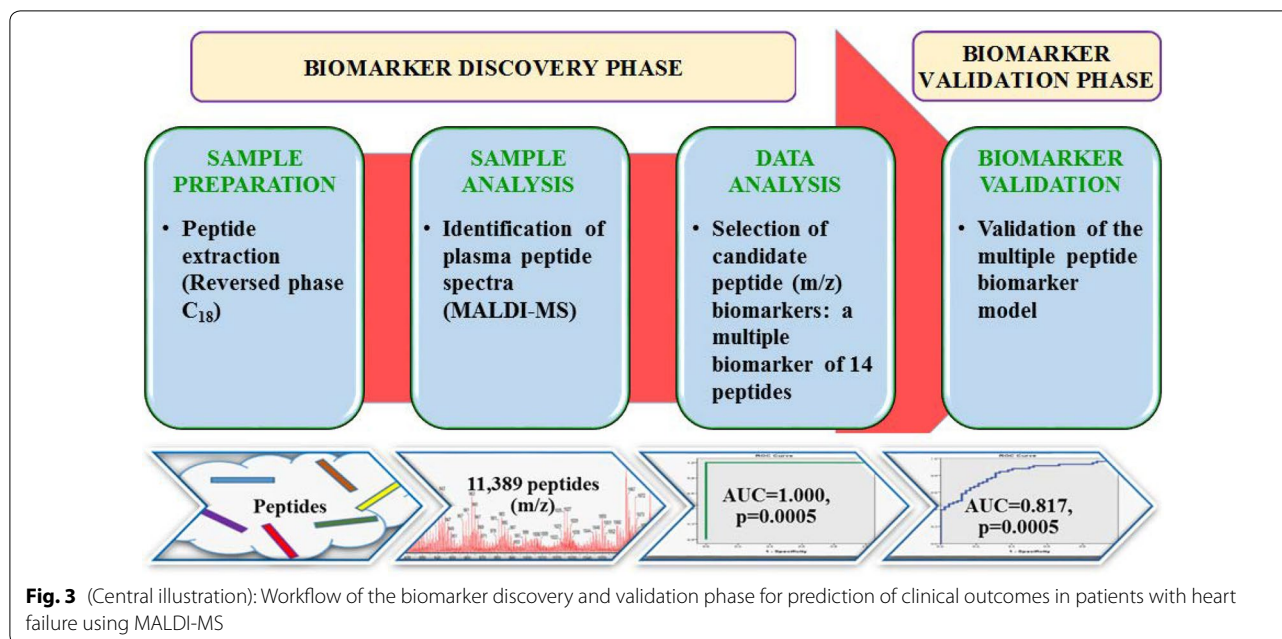 BIOMARKER DISCOVERY PHASE
BIOMARKER
VALIDATION PHASE
SAMPLE
PREPARATION
• Peptide
extraction
(Reversed phase
C₁₈)
SAMPLE
ANALYSIS
• Identification of
plasma peptide
spectra
(MALDI-MS)
DATA
ANALYSIS
• Selection of
candidate
peptide (m/z)
biomarkers: a
multiple
biomarker of 14
peptides
BIOMARKER
VALIDATION
• Validation of the
multiple peptide
biomarker
model
Peptides
11,389 peptides
(m/z)
ROC Curve
AUC=1.000,
p=0.0005
1 - Specificity
ROC Curve
AUC=0.817,
p=0.0005
1 - Specificity
Fig. 3 (Central illustration): Workflow of the biomarker discovery and validation phase for prediction of clinical outcomes in patients with heart
failure using MALDI-MS